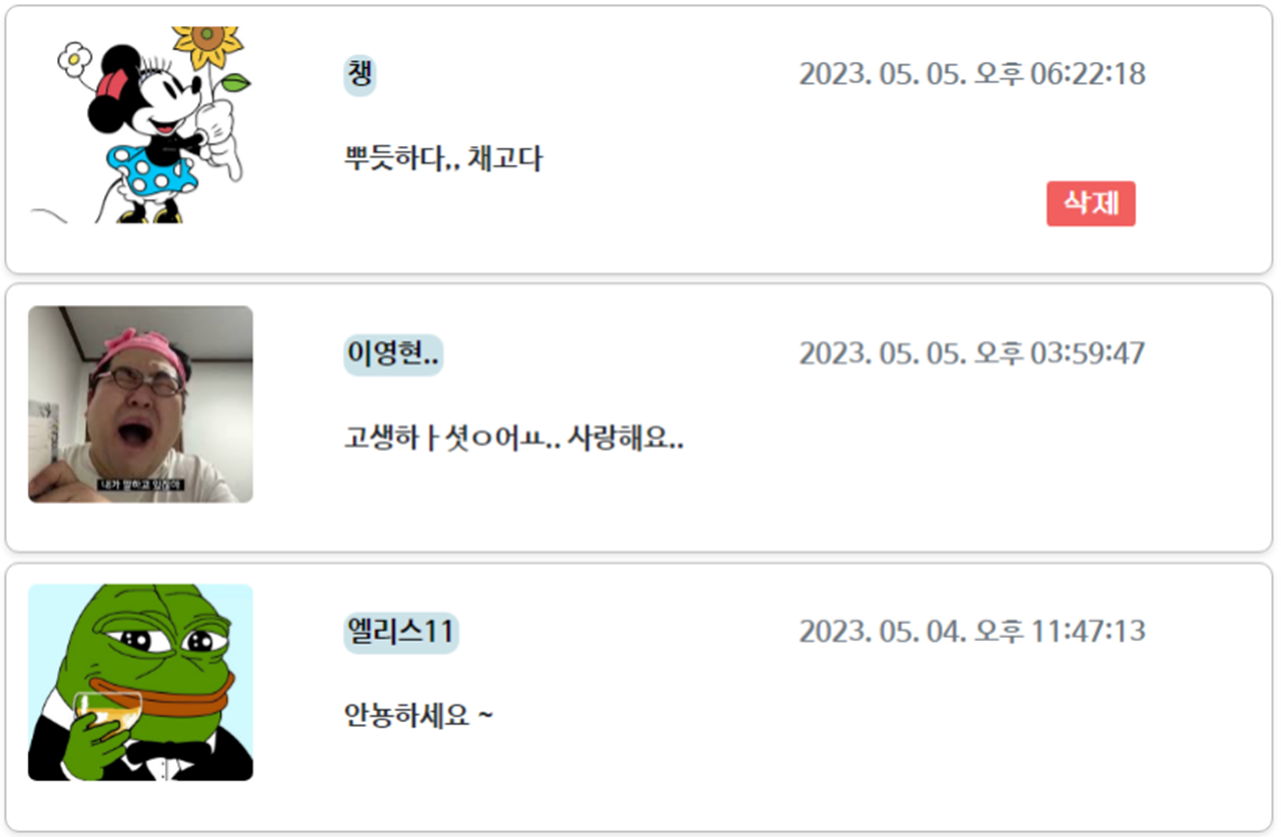 챙
2023. 05. 05. 오후 06:22:18
뿌듯하다,, 채고다
삭제
이영현..
2023. 05. 05. 오후 03:59:47
고생하ㅏ셧ㅇ어ㅛ.. 사랑해요..
내가 말하고 있잖아
엘리스11
2023. 05. 04. 오후 11:47:13
안뇽하세요 ~